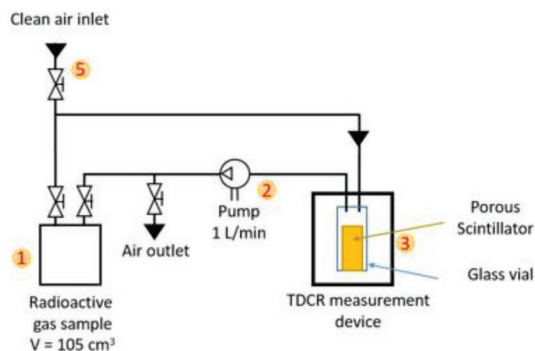 Clean air inlet
5
2
Pump
1 L/min
Air outlet
1
Radioactive
gas sample
V = 105 cm³
3
Porous
Scintillator
Glass vial
TDCR measurement
device